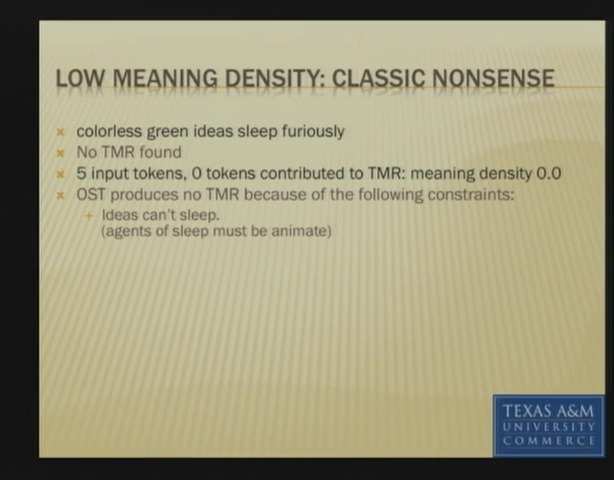 LOW MEANING DENSITY: CLASSIC NONSENSE
colorless green ideas sleep furiously
No TMR found
5 input tokens, 0 tokens contributed to TMR: meaning density 0.0
OST produces no TMR because of the following constraints:
Ideas can't sleep.
(agents of sleep must be animate)
TEXAS A&M
UNIVERSITY
COMMERCE